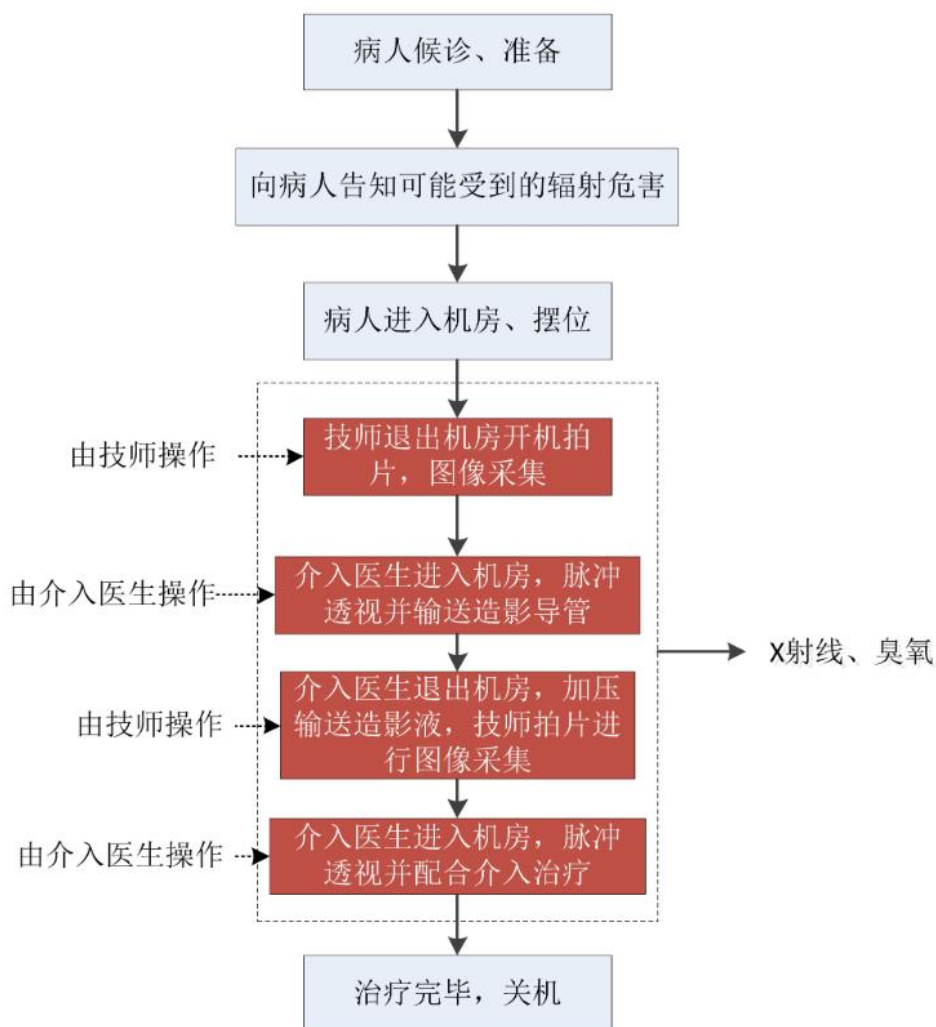 病人候诊、准备
向病人告知可能受到的辐射危害
病人进入机房、摆位
由技师操作
技师退出机房开机拍
片，图像采集
由介入医生操作
介入医生进入机房，脉冲
透视并输送造影导管
X射线、臭氧
由技师操作
介入医生退出机房，加压
输送造影液，技师拍片进
行图像采集
由介入医生操作
介入医生进入机房，脉冲
透视并配合介入治疗
治疗完毕，关机